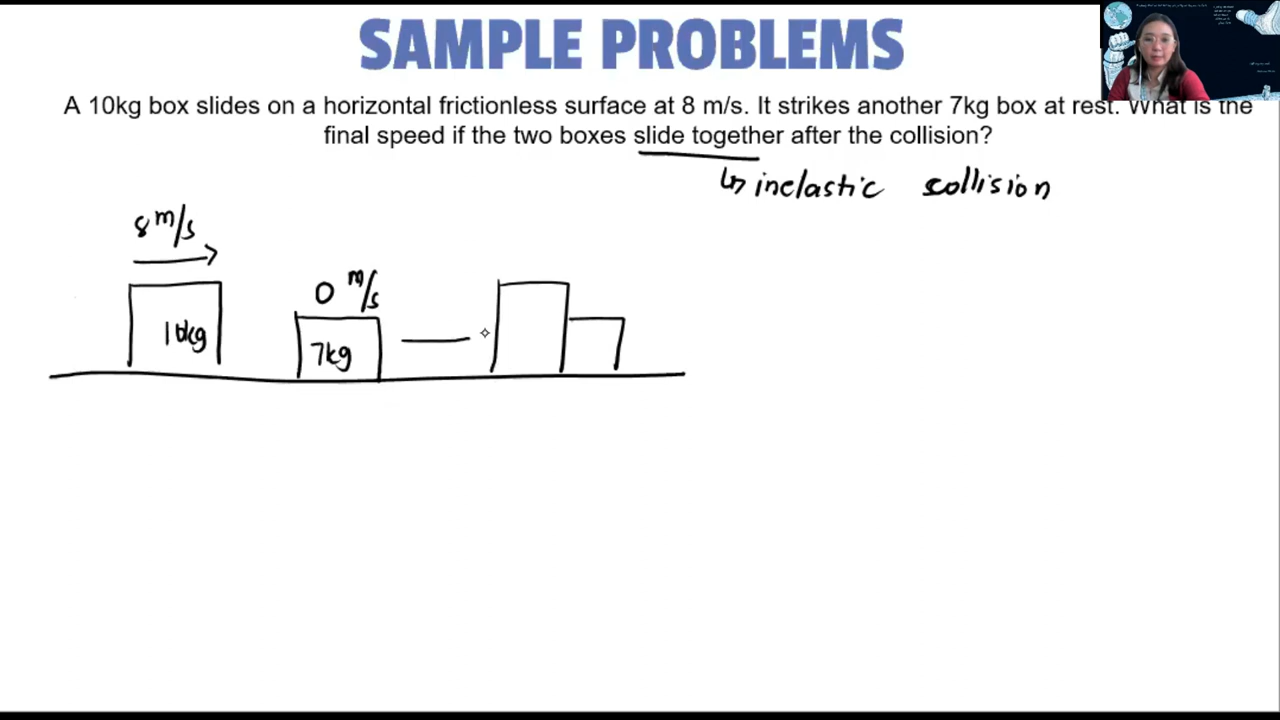 SAMPLE PROBLEMS
A 10kg box slides on a horizontal frictionless surface at 8 m/s. It strikes another 7kg box at rest. What is the
final speed if the two boxes slide together after the collision?
↳ inelastic collision
8 m/s
0 m/s
10kg
7kg